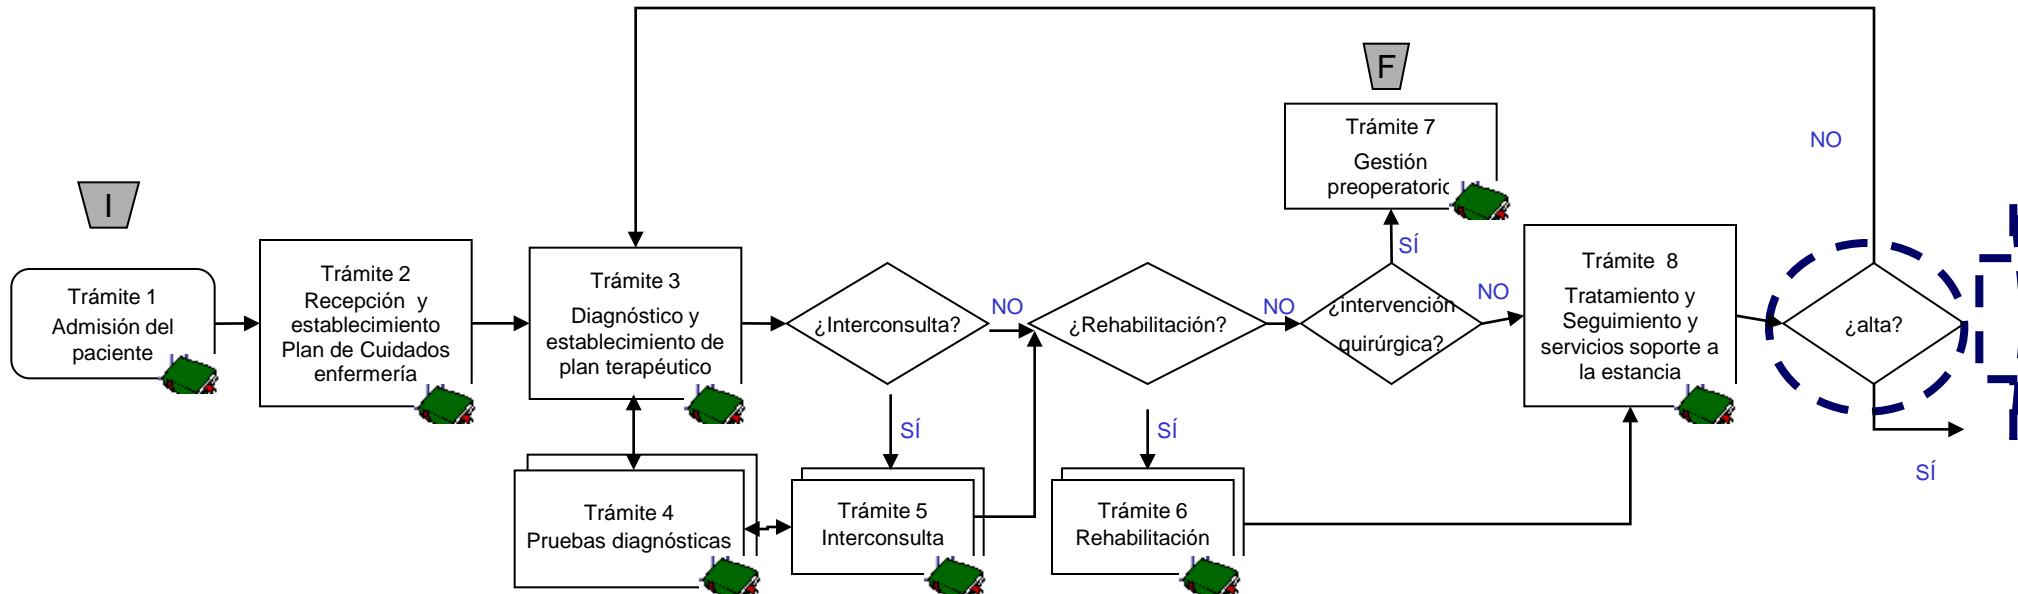 I
Trámite 1
Admisión del
paciente
Trámite 2
Recepción y
establecimiento
Plan de Cuidados
enfermería
Trámite 3
Diagnóstico y
establecimiento de
plan terapéutico
Trámite 4
Pruebas diagnósticas
¿Interconsulta?
NO
SÍ
Trámite 5
Interconsulta
¿Rehabilitación?
NO
SÍ
Trámite 6
Rehabilitación
¿intervención
quirúrgica?
SÍ
NO
F
Trámite 7
Gestión
preoperatorio
Trámite 8
Tratamiento y
Seguimiento y
servicios soporte a
la estancia
¿alta?
NO
SÍ